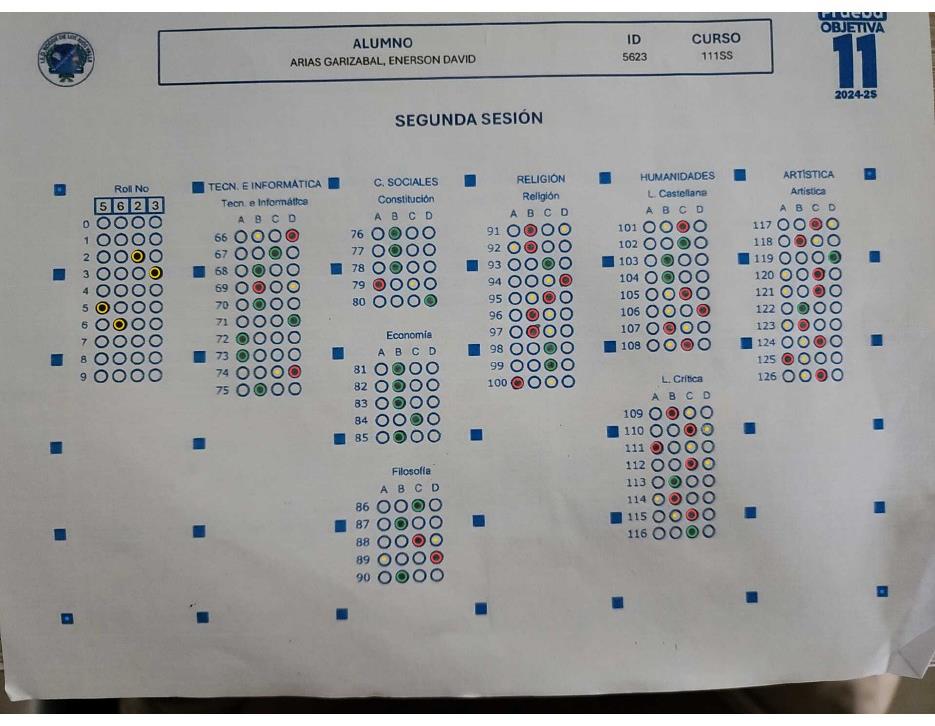 Prueba
OBJETIVA
11
2024-25
ALUMNO
ARIAS GARIZABAL, ENERSON DAVID
ID
5623
CURSO
111SS
SEGUNDA SESIÓN
Roll No
5 6 2 3
0
1
2
3
4
5
6
7
8
9
TECN. E INFORMÁTICA
Tecn. e Informática
A B C D
66
67
68
69
70
71
72
73
74
75
C. SOCIALES
Constitución
A B C D
76
77
78
79
80
Economía
A B C D
81
82
83
84
85
Filosofía
A B C D
86
87
88
89
90
RELIGIÓN
Religión
A B C D
91
92
93
94
95
96
97
98
99
100
HUMANIDADES
L. Castellana
A B C D
101
102
103
104
105
106
107
108
L. Crítica
A B C D
109
110
111
112
113
114
115
116
ARTÍSTICA
Artística
A B C D
117
118
119
120
121
122
123
124
125
126